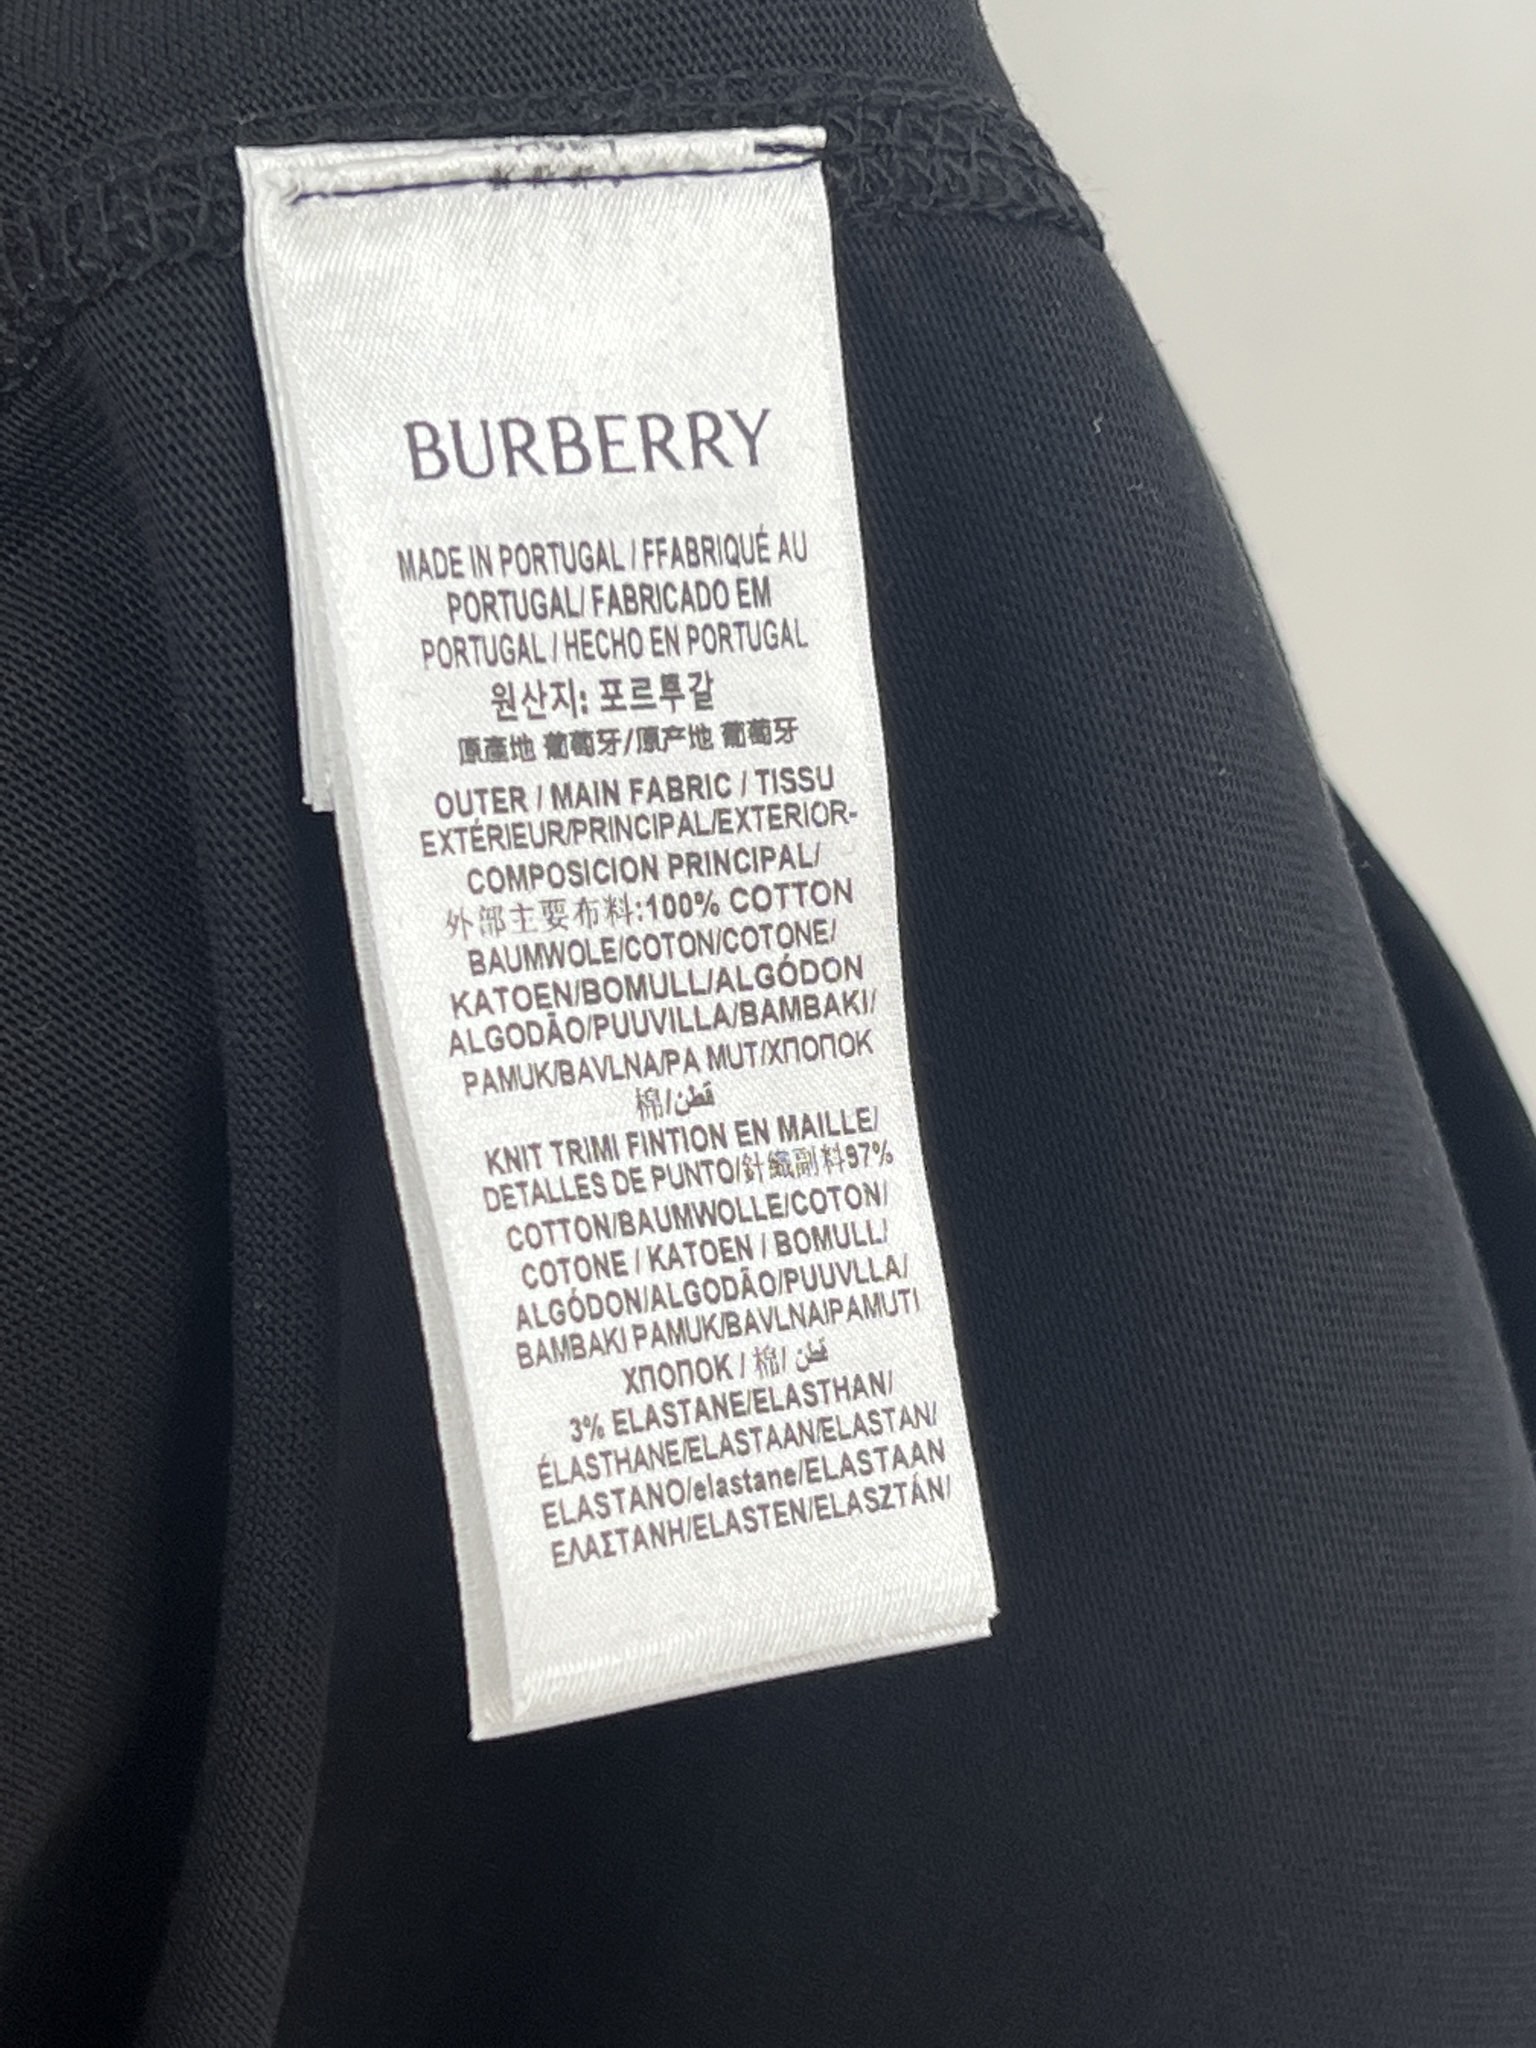 BURBERRY
MADE IN PORTUGAL / FFABRIQUÉ AU
PORTUGAL/ FABRICADO EM
PORTUGAL / HECHO EN PORTUGAL
원산지: 포르투갈
原產地 葡萄牙/原产地 葡萄牙
OUTER / MAIN FABRIC / TISSU
EXTÉRIEUR/PRINCIPAL/EXTERIOR-
COMPOSICION PRINCIPAL/
外部主要布料:100% COTTON
BAUMWOLE/COTON/COTONE/
KATOEN/BOMULL/ALGÓDON
ALGODÃO/PUUVILLA/BAMBAKI/
PAMUK/BAVLNA/PA MUT/XПОПОК
棉/قطن
KNIT TRIMI FINTION EN MAILLE/
DETALLES DE PUNTO/針織副料97%
COTTON/BAUMWOLLE/COTON/
COTONE / KATOEN / BOMULL/
ALGÓDON/ALGODÃO/PUUVLLA/
BAMBAKI PAMUK/BAVLNA/PAMUTI
XПОПОК / 棉/ قطن
3% ELASTANE/ELASTHAN/
ÉLASTHANE/ELASTAAN/ELASTAN/
ELASTANO/elastane/ELASTAAN
ΕΛΑΣΤΑΝΗ/ELASTEN/ELASZTÁN/